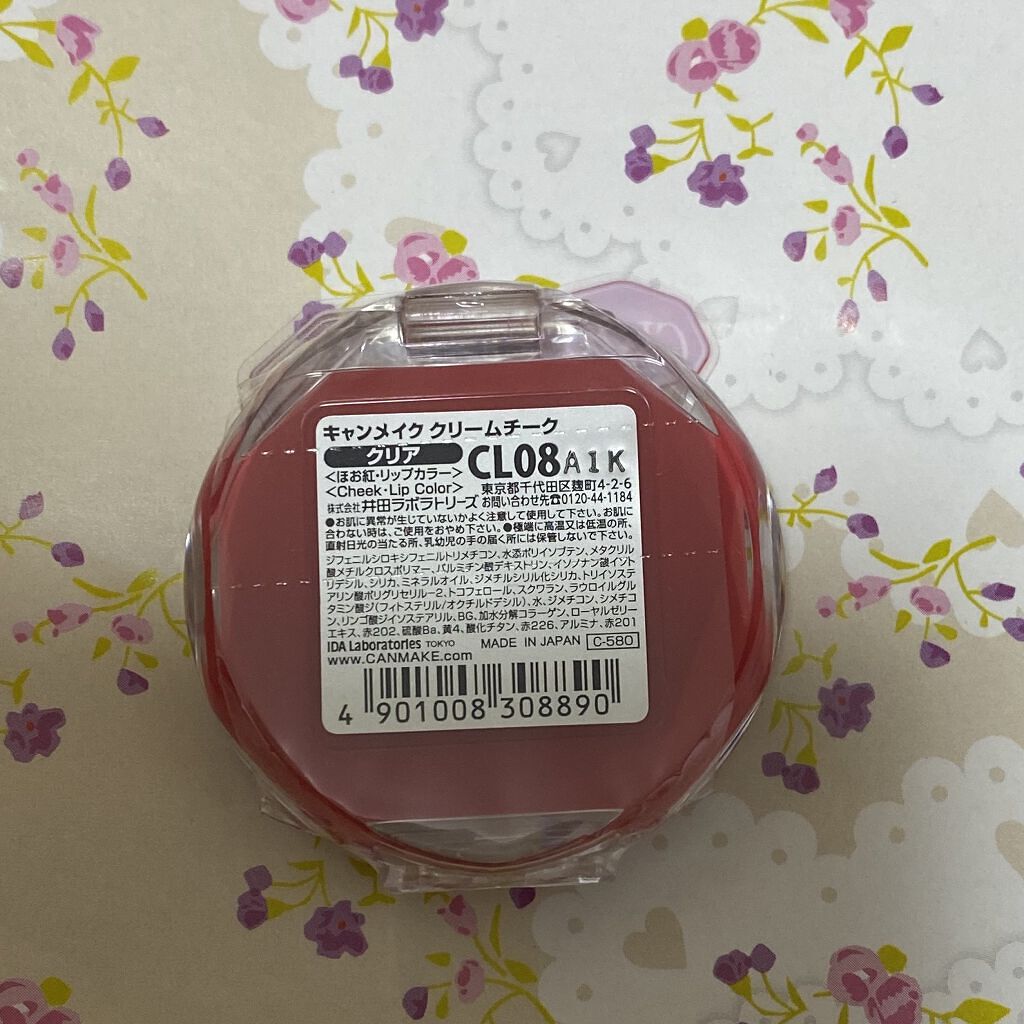 キャンメイク クリームチーク
クリア CL08 A1K
<ほお紅・リップカラー>
<Cheek・Lip Color> 東京都千代田区麹町4-2-6
株式会社 井田ラボラトリーズ お問い合わせ先☎0120-44-1184
●お肌に異常が生じていないかよく注意して使用して下さい。お肌に
合わない時は、ご使用をおやめ下さい。●極端に高温又は低温の所、
直射日光の当たる所、乳幼児の手の届く所には保管しないで下さい。
ジフェニルシロキシフェニルトリメチコン、水添ポリイソブテン、メタクリル
酸メチルクロスポリマー、パルミチン酸デキストリン、イソノナン酸イソトリ
デシル、シリカ、ミネラルオイル、ジメチルシリル化シリカ、トリイソステ
アリン酸ポリグリセリル-2、トコフェロール、スクワラン、ラウロイルグル
タミン酸ジ(フィトステリル/オクチルドデシル)、水、ジメチコン、シメチコ
ン、リンゴ酸ジイソステアリル、BG、加水分解コラーゲン、ローヤルゼリー
エキス、赤202、硫酸Ba、黄4、酸化チタン、赤226、アルミナ、赤201
IDA Laboratories TOKYO MADE IN JAPAN C-580
www.CANMAKE.com
4 901008 308890